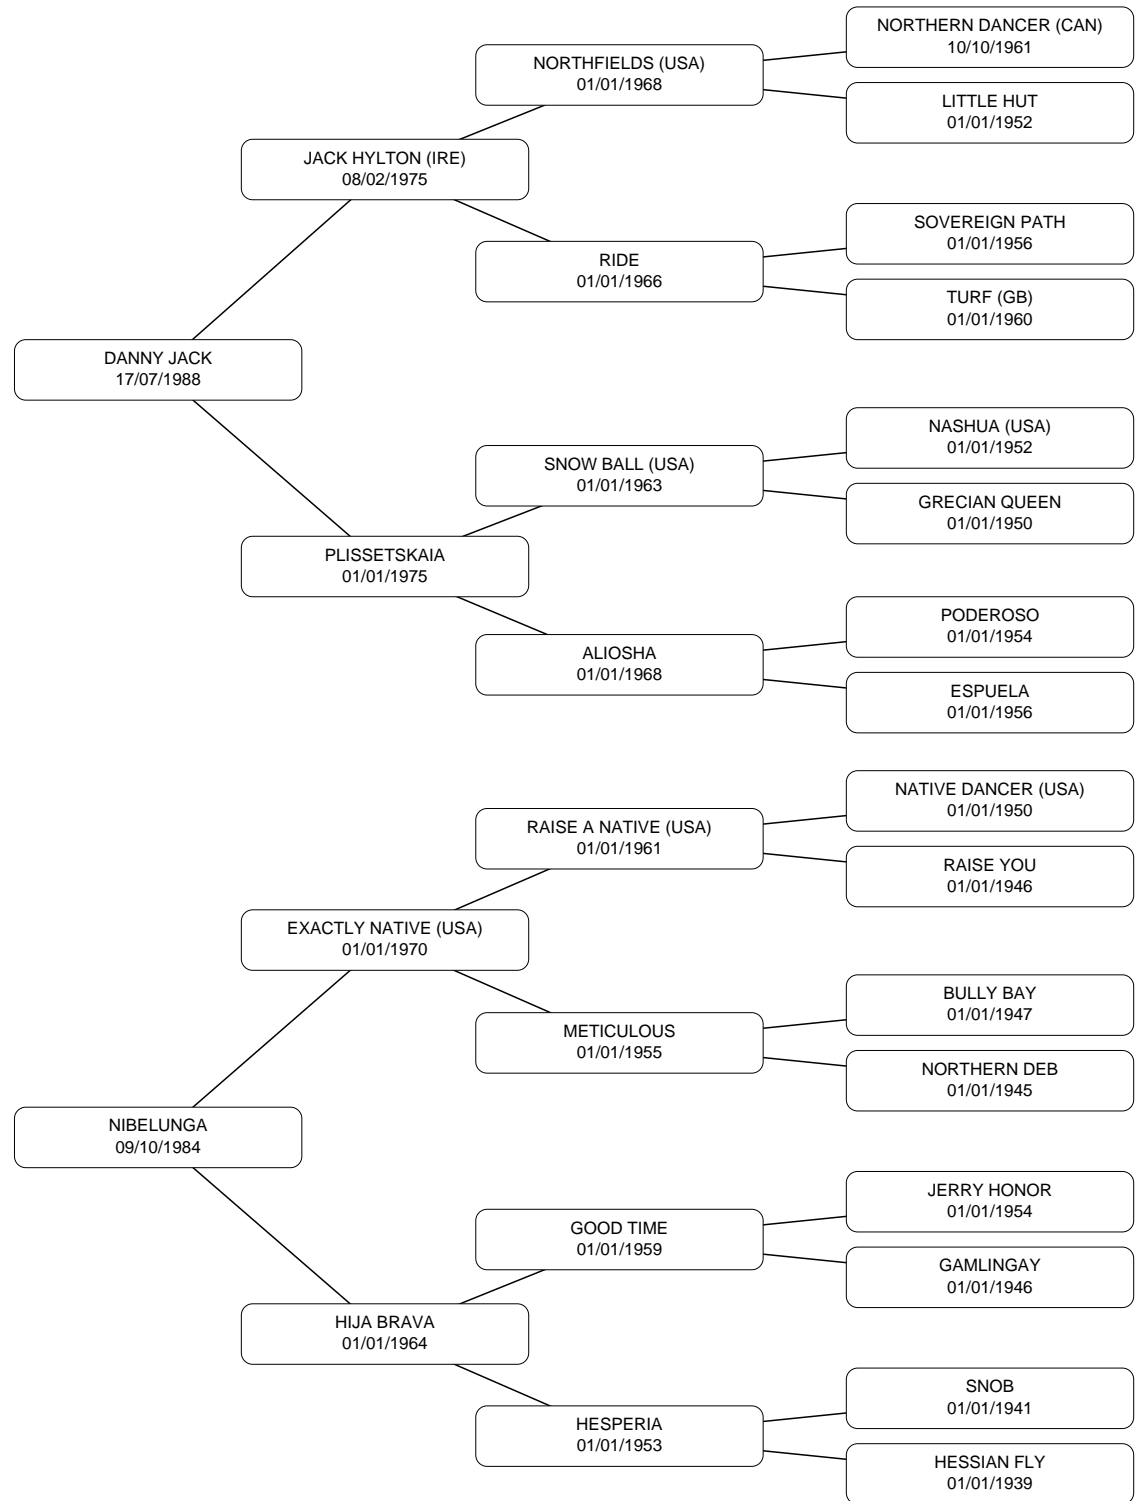 NORTHERN DANCER (CAN)
10/10/1961
NORTHFIELDS (USA)
01/01/1968
LITTLE HUT
01/01/1952
JACK HYLTON (IRE)
08/02/1975
SOVEREIGN PATH
01/01/1956
RIDE
01/01/1966
TURF (GB)
01/01/1960
DANNY JACK
17/07/1988
NASHUA (USA)
01/01/1952
SNOW BALL (USA)
01/01/1963
GRECIAN QUEEN
01/01/1950
PLISSETSKAIA
01/01/1975
PODEROSO
01/01/1954
ALIOSHA
01/01/1968
ESPUELA
01/01/1956
NATIVE DANCER (USA)
01/01/1950
RAISE A NATIVE (USA)
01/01/1961
RAISE YOU
01/01/1946
EXACTLY NATIVE (USA)
01/01/1970
BULLY BAY
01/01/1947
METICULOUS
01/01/1955
NORTHERN DEB
01/01/1945
NIBELUNGA
09/10/1984
JERRY HONOR
01/01/1954
GOOD TIME
01/01/1959
GAMLINGAY
01/01/1946
HIJA BRAVA
01/01/1964
SNOB
01/01/1941
HESPERIA
01/01/1953
HESSIAN FLY
01/01/1939